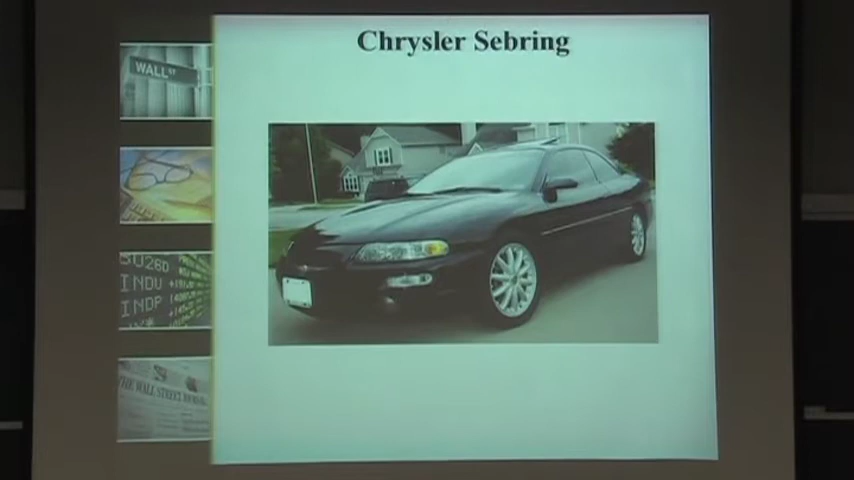 Chrysler Sebring
WALL ST
INDU
INDP
THE WALL STREET JOURNAL